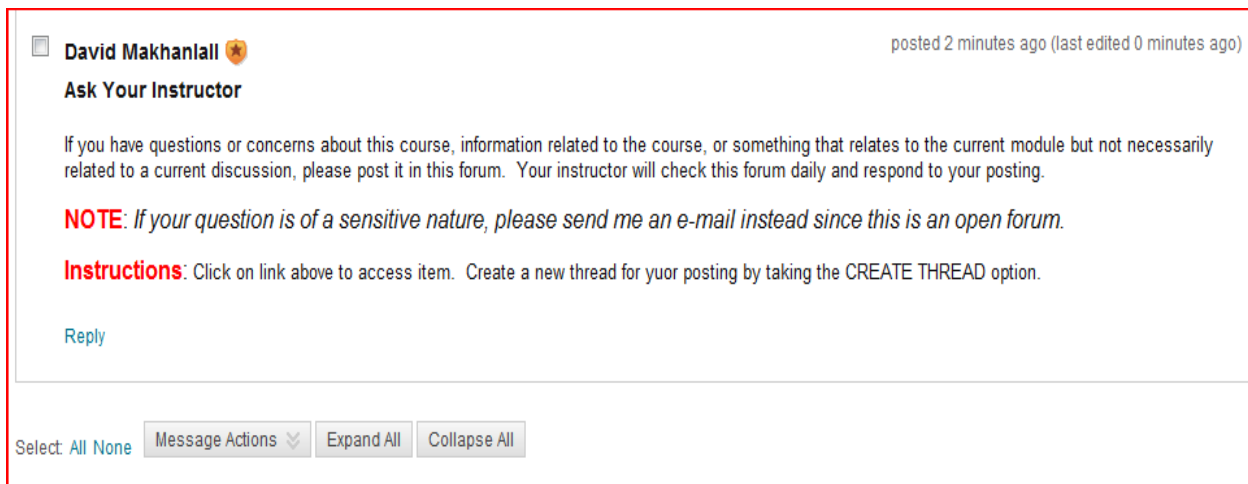 David Makhanlall posted 2 minutes ago (last edited 0 minutes ago)
Ask Your Instructor
If you have questions or concerns about this course, information related to the course, or something that relates to the current module but not necessarily
related to a current discussion, please post it in this forum. Your instructor will check this forum daily and respond to your posting.
NOTE: If your question is of a sensitive nature, please send me an e-mail instead since this is an open forum.
Instructions: Click on link above to access item. Create a new thread for yuor posting by taking the CREATE THREAD option.
Reply
Select: All None Message Actions Expand All Collapse All